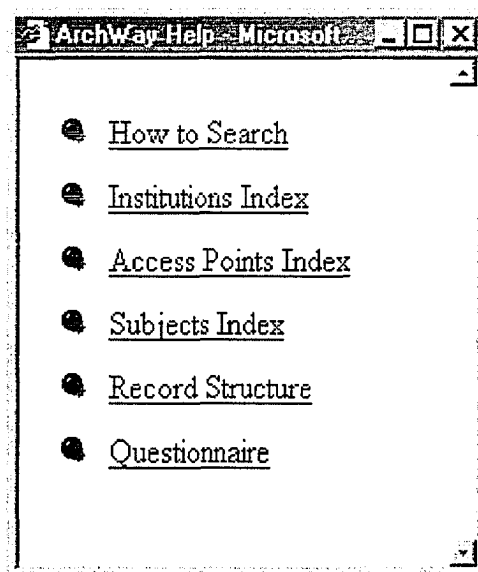 ArchWay Help - Microsoft
How to Search
Institutions Index
Access Points Index
Subjects Index
Record Structure
Questionnaire